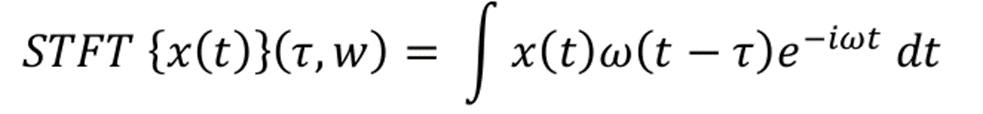 STFT {x(t)}(τ, w) = ∫ x(t)ω(t − τ)e^{−iωt} dt